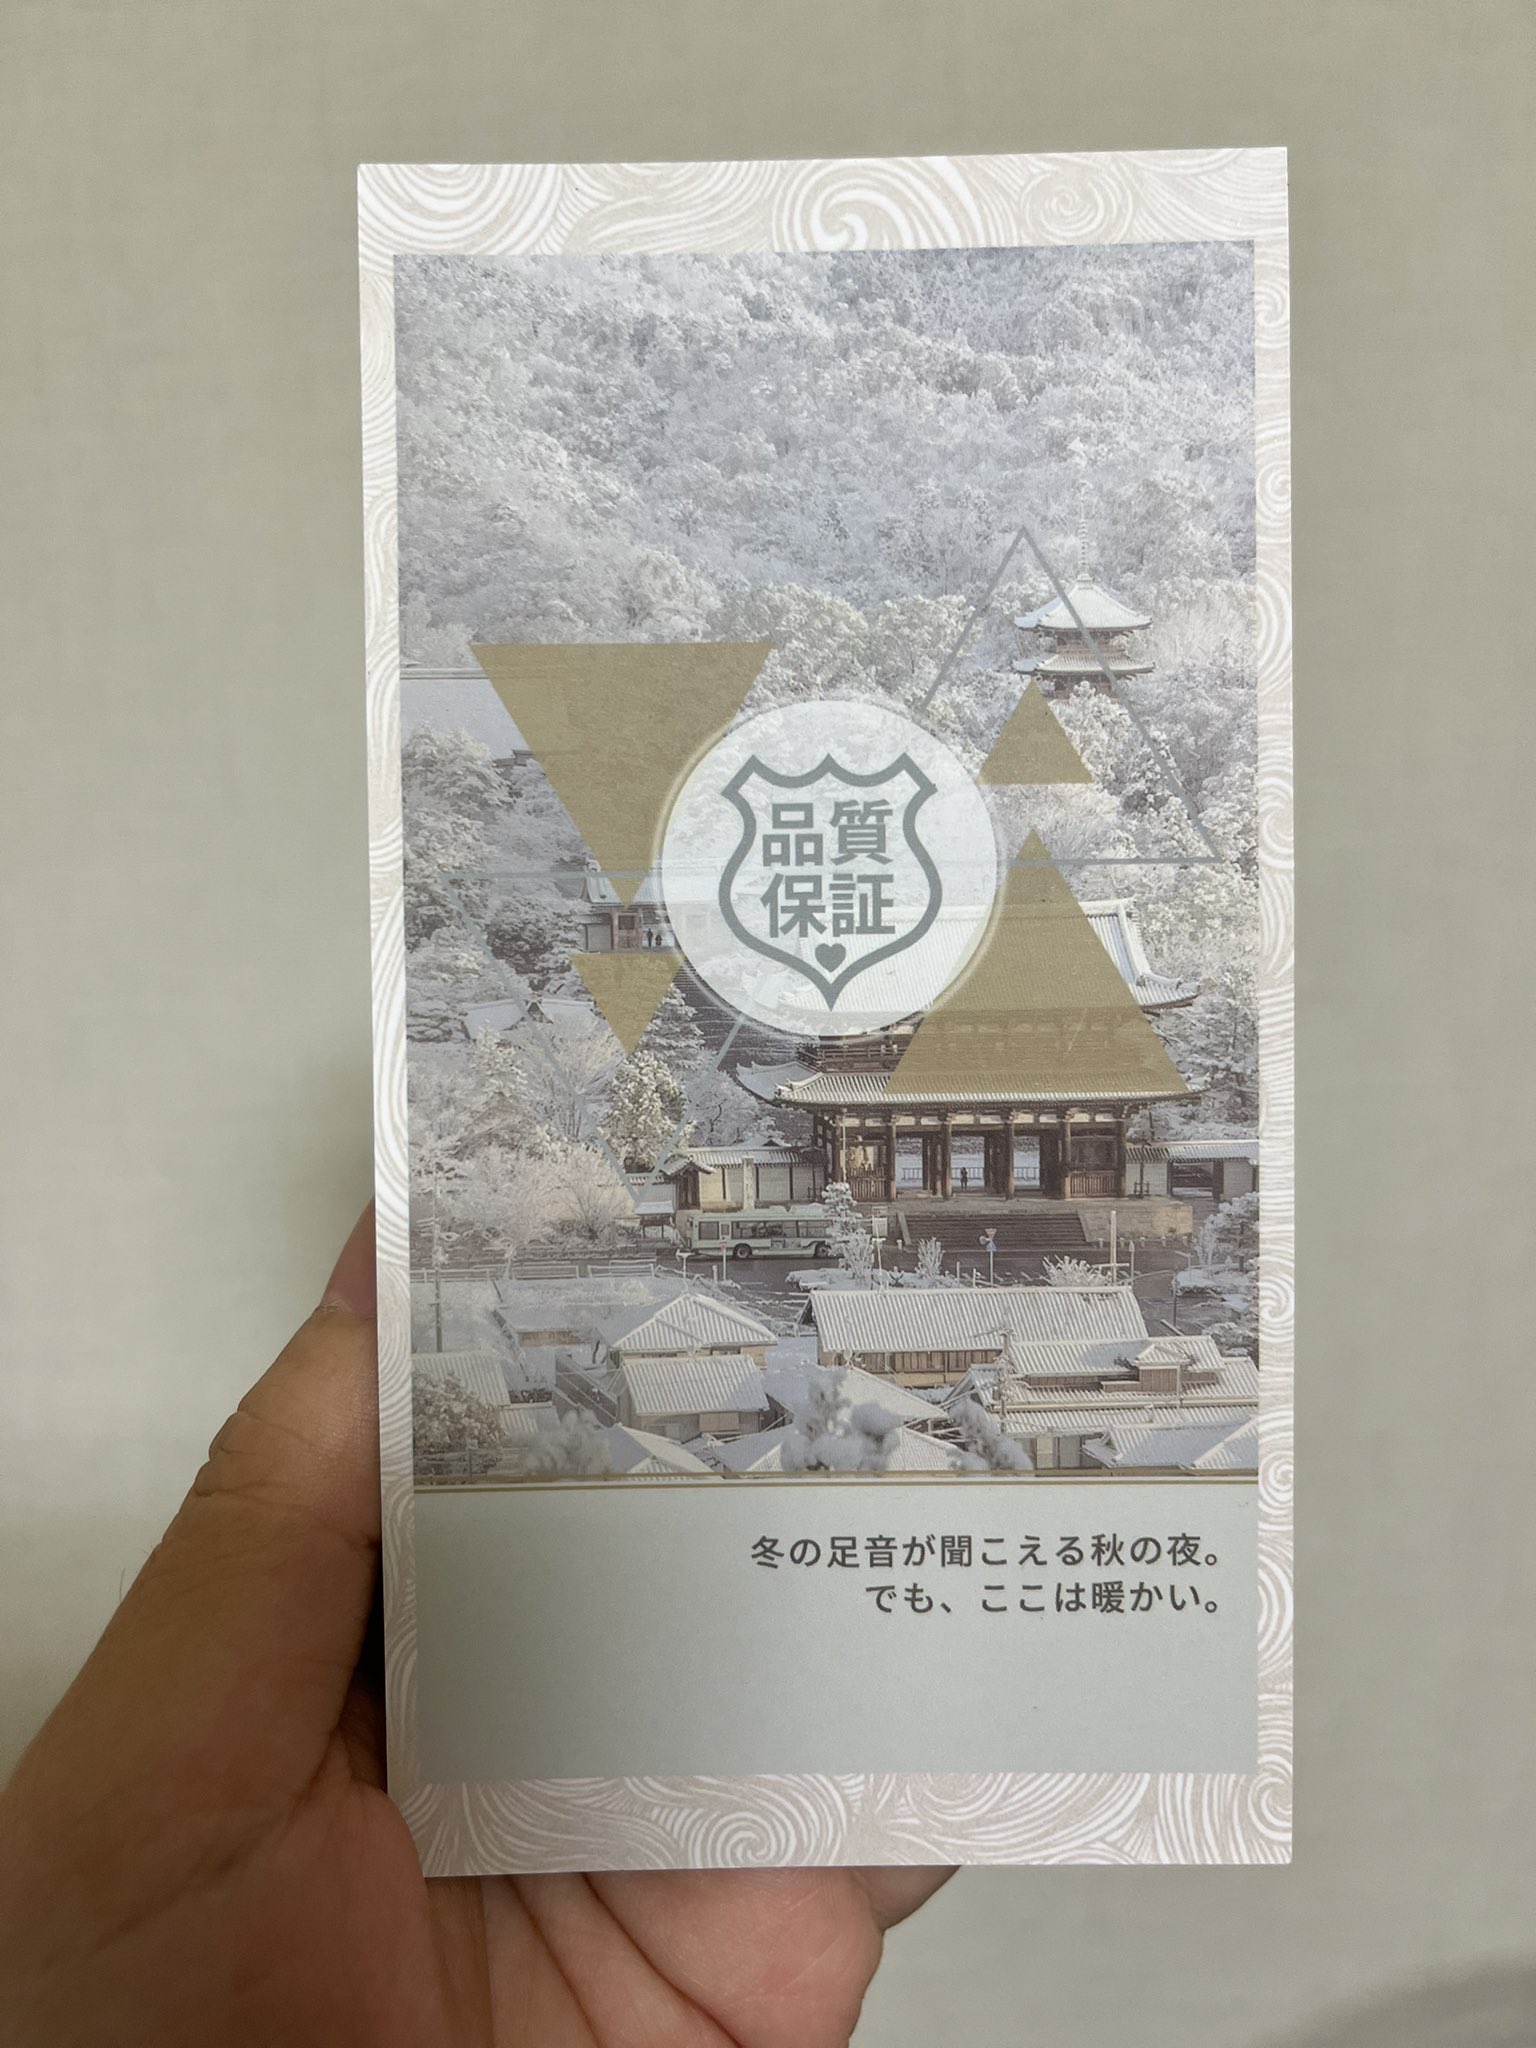 品質
保証
冬の足音が聞こえる秋の夜。
でも、ここは暖かい。